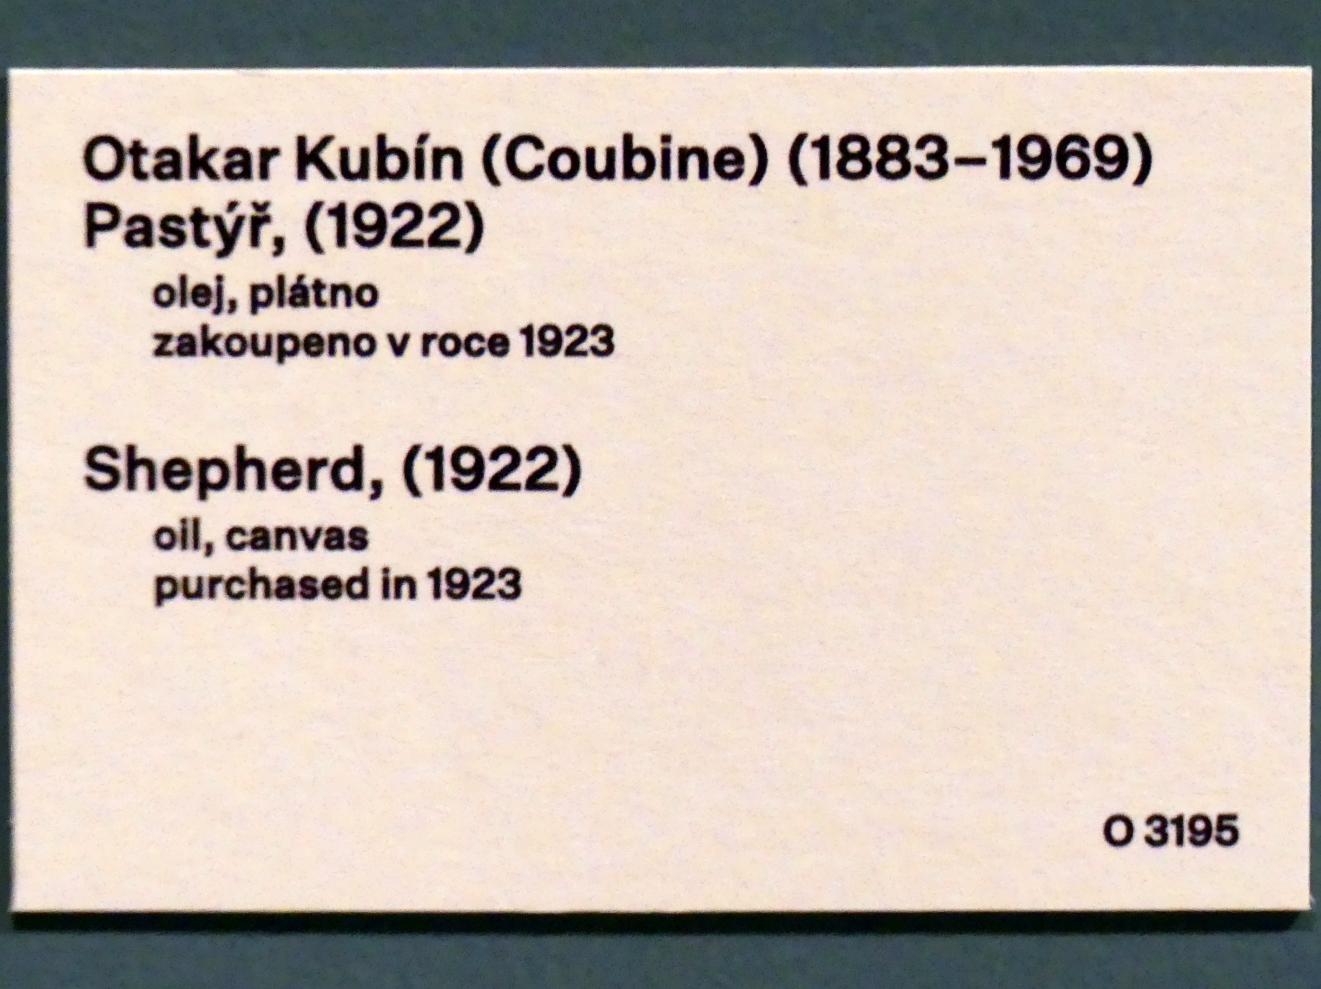 Otakar Kubín (Coubine) (1883–1969)
Pastýř, (1922)
olej, plátno
zakoupeno v roce 1923
Shepherd, (1922)
oil, canvas
purchased in 1923
O 3195